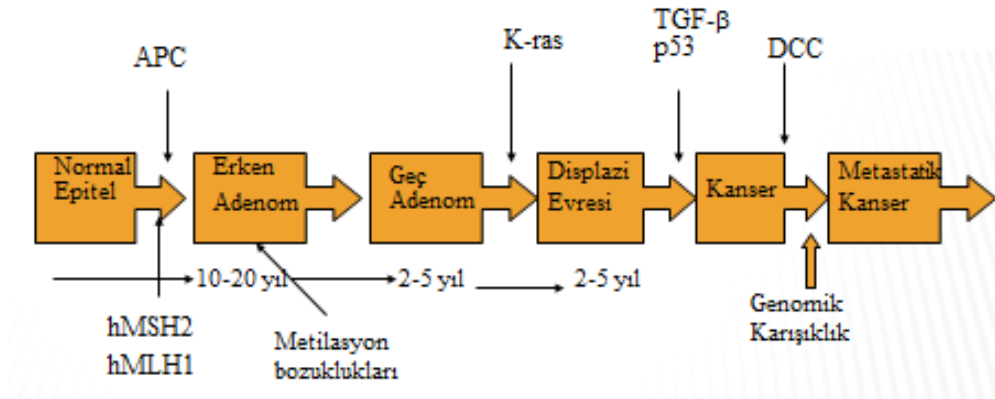 APC
K-ras
TGF-β
p53
DCC
Normal
Epitel
Erken
Adenom
Geç
Adenom
Displazi
Evresi
Kanser
Metastatik
Kanser
10-20 yıl
2-5 yıl
2-5 yıl
hMSH2
hMLH1
Metilasyon
bozuklukları
Genomik
Karışıklık